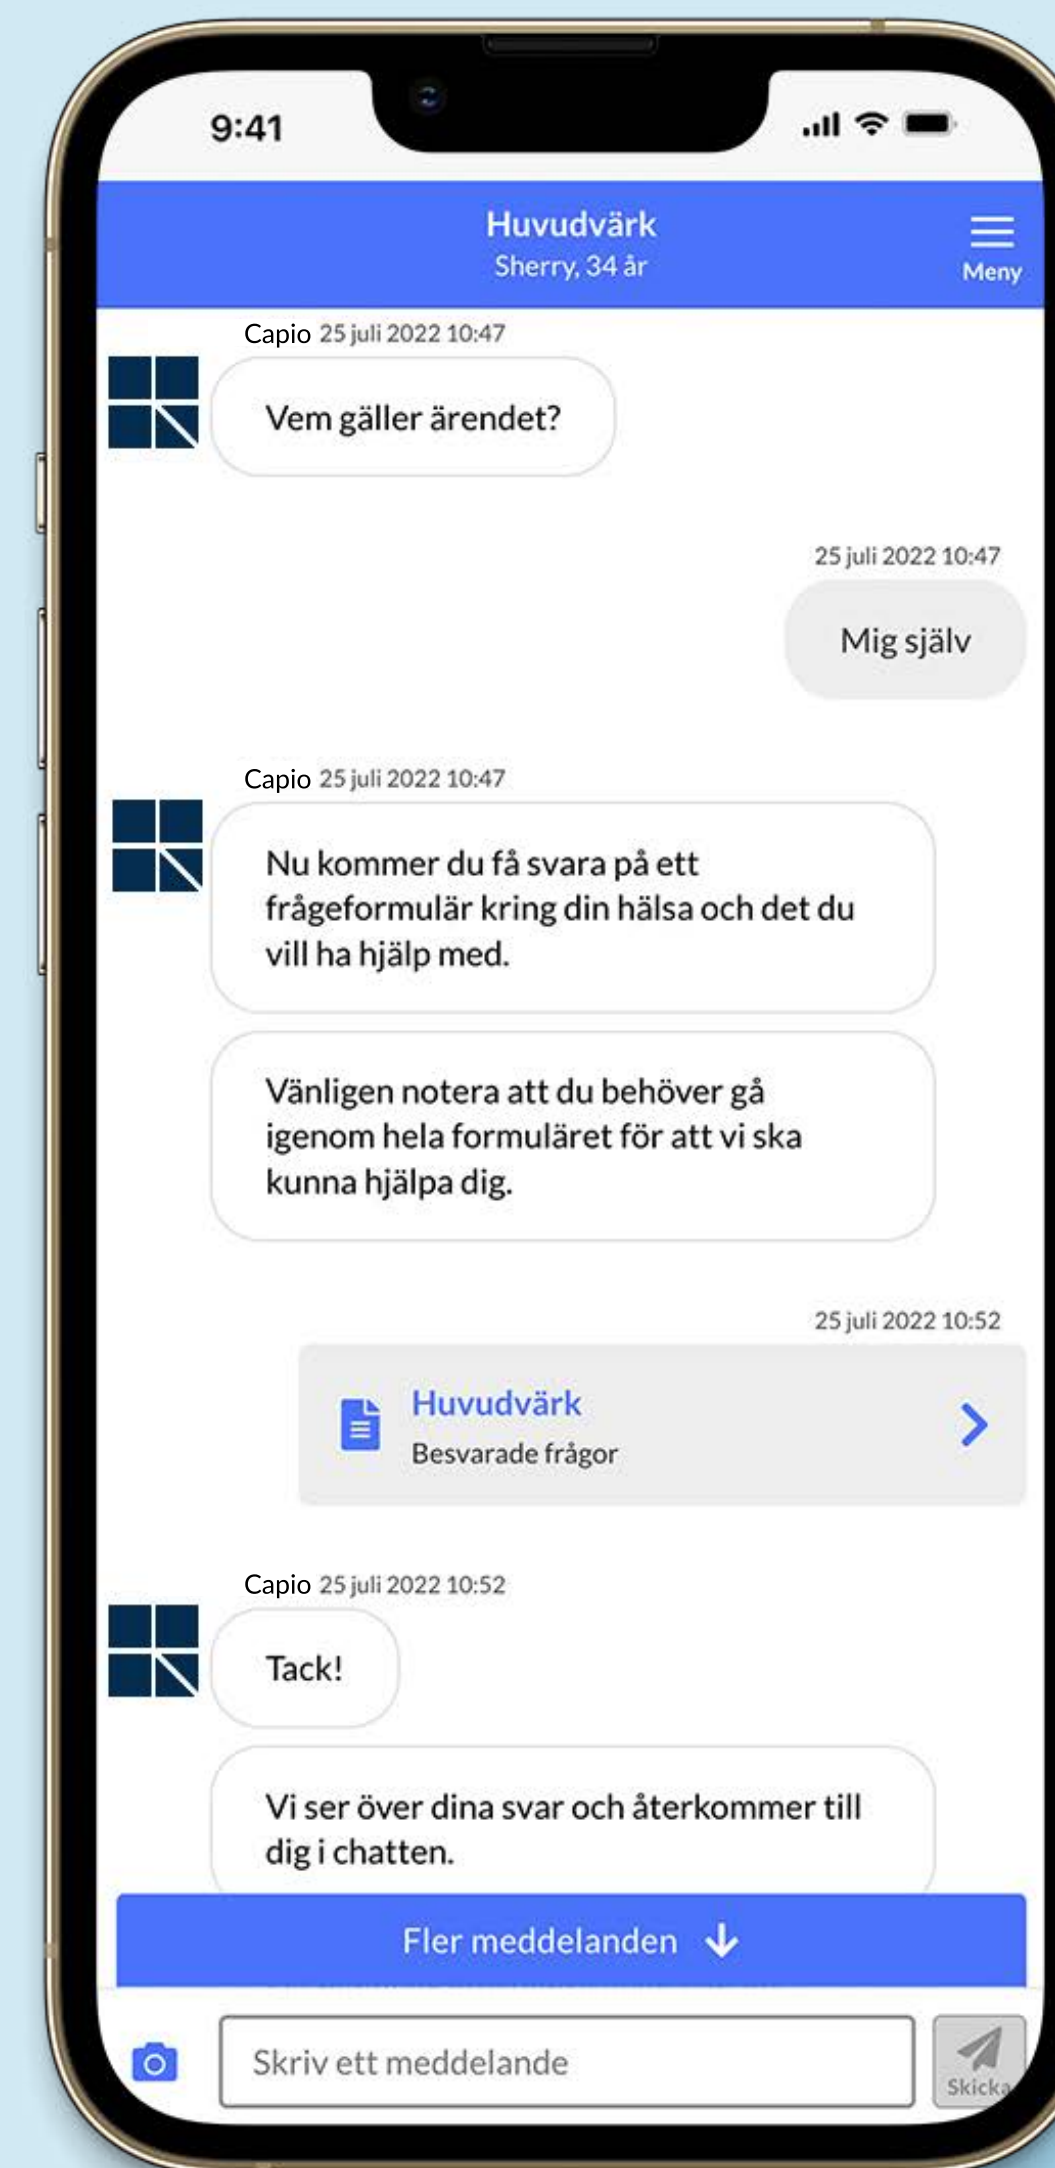 9:41
Huvudvärk
Sherry, 34 år
Meny
Capio 25 juli 2022 10:47
Vem gäller ärendet?
25 juli 2022 10:47
Mig själv
Capio 25 juli 2022 10:47
Nu kommer du få svara på ett
frågeformulär kring din hälsa och det du
vill ha hjälp med.
Vänligen notera att du behöver gå
igenom hela formuläret för att vi ska
kunna hjälpa dig.
25 juli 2022 10:52
Huvudvärk
Besvarade frågor
Capio 25 juli 2022 10:52
Tack!
Vi ser över dina svar och återkommer till
dig i chatten.
Fler meddelanden
Skriv ett meddelande
Skicka